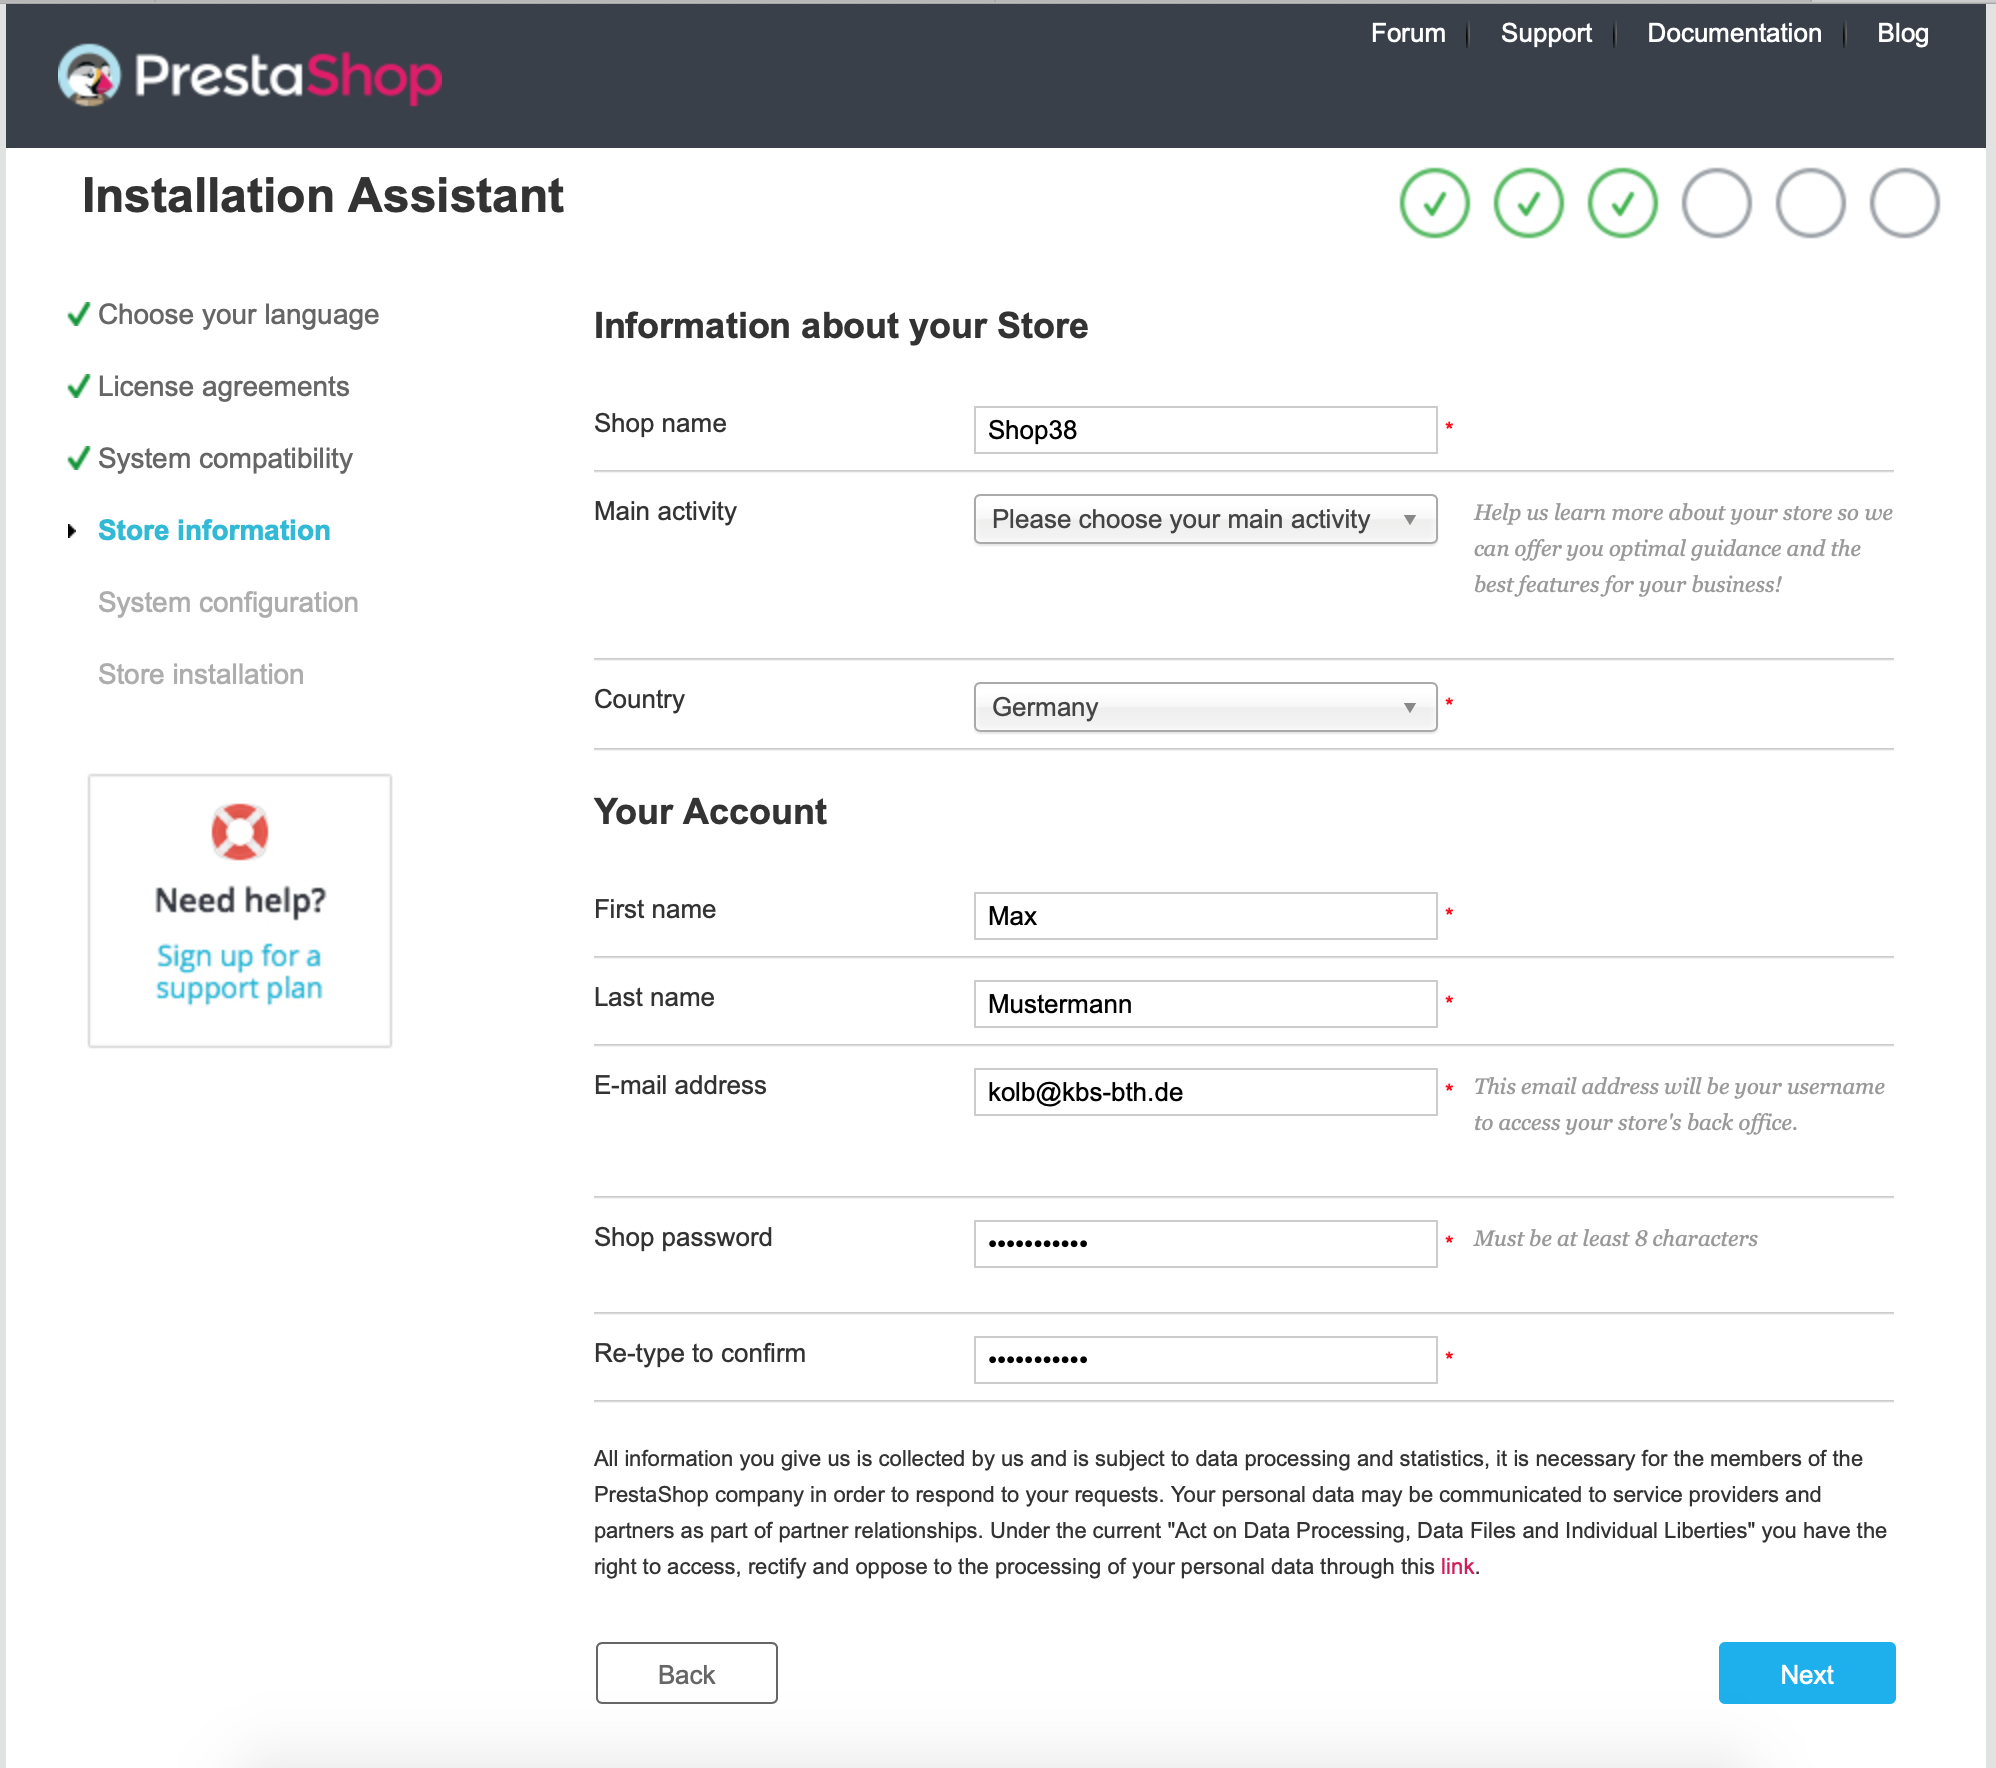 Forum
Support
Documentation
Blog
PrestaShop
Installation Assistant
Choose your language
License agreements
System compatibility
Store information
System configuration
Store installation
Need help?
Sign up for a
support plan
Information about your Store
Shop name
Shop38
*
Main activity
Please choose your main activity
Help us learn more about your store so we
can offer you optimal guidance and the
best features for your business!
Country
Germany
*
Your Account
First name
Max
*
Last name
Mustermann
*
E-mail address
kolb@kbs-bth.de
*
This email address will be your username
to access your store's back office.
Shop password
•••••••••••
*
Must be at least 8 characters
Re-type to confirm
•••••••••••
*
All information you give us is collected by us and is subject to data processing and statistics, it is necessary for the members of the
PrestaShop company in order to respond to your requests. Your personal data may be communicated to service providers and
partners as part of partner relationships. Under the current "Act on Data Processing, Data Files and Individual Liberties" you have the
right to access, rectify and oppose to the processing of your personal data through this link.
Back
Next